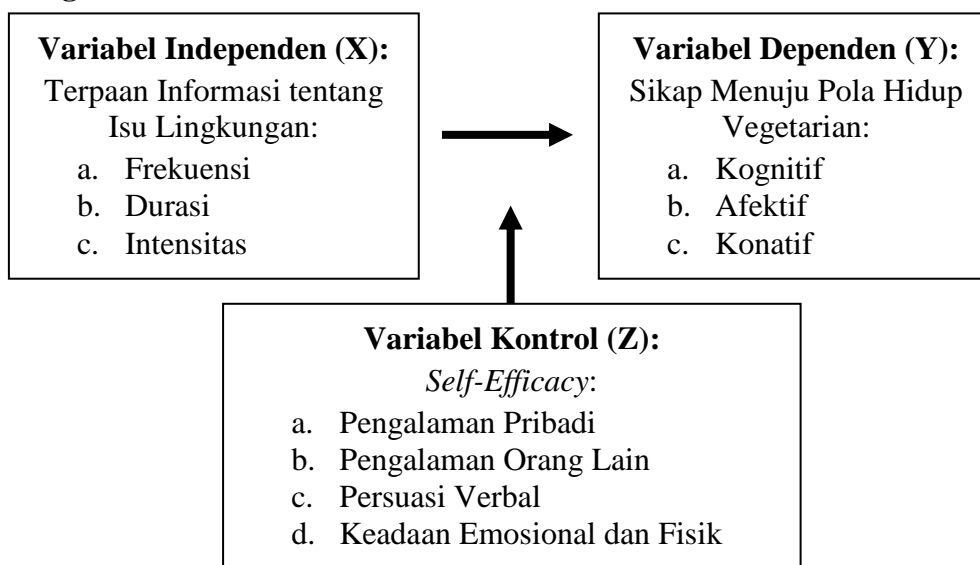 Variabel Independen (X):
Terpaan Informasi tentang
Isu Lingkungan:
a. Frekuensi
b. Durasi
c. Intensitas
Variabel Dependen (Y):
Sikap Menuju Pola Hidup
Vegetarian:
a. Kognitif
b. Afektif
c. Konatif
Variabel Kontrol (Z):
Self-Efficacy:
a. Pengalaman Pribadi
b. Pengalaman Orang Lain
c. Persuasi Verbal
d. Keadaan Emosional dan Fisik